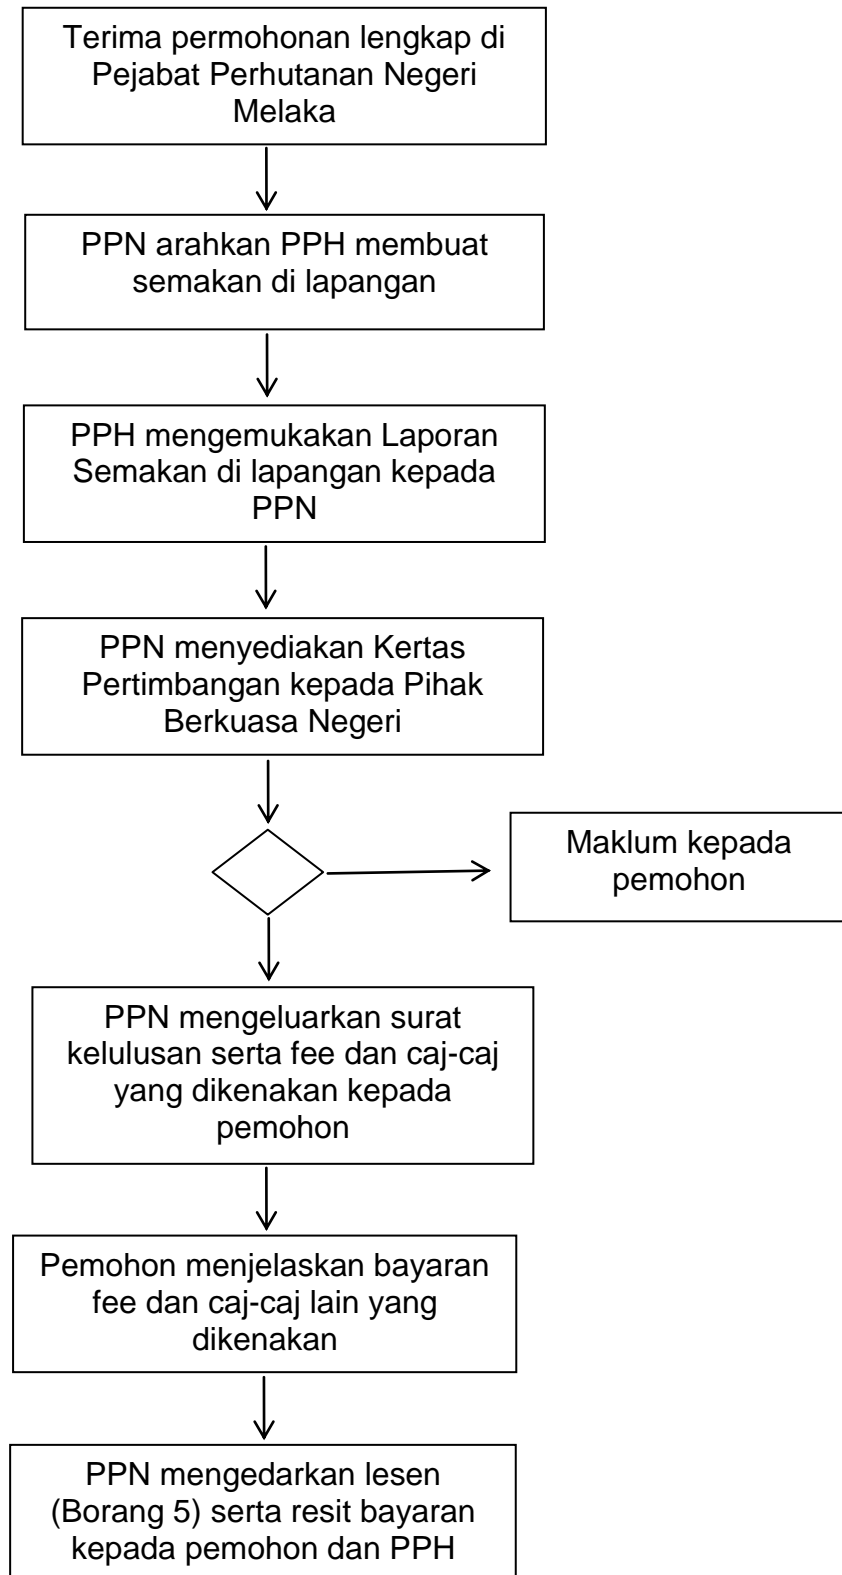 Terima permohonan lengkap di
Pejabat Perhutanan Negeri
Melaka
PPN arahkan PPH membuat
semakan di lapangan
PPH mengemukakan Laporan
Semakan di lapangan kepada
PPN
PPN menyediakan Kertas
Pertimbangan kepada Pihak
Berkuasa Negeri
Maklum kepada
pemohon
PPN mengeluarkan surat
kelulusan serta fee dan caj-caj
yang dikenakan kepada
pemohon
Pemohon menjelaskan bayaran
fee dan caj-caj lain yang
dikenakan
PPN mengedarkan lesen
(Borang 5) serta resit bayaran
kepada pemohon dan PPH